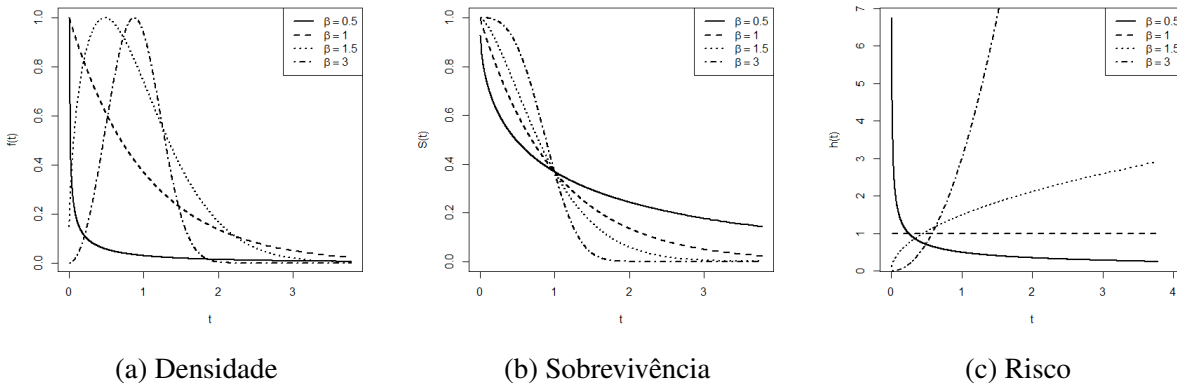 f(t)
1.0
0.8
0.6
0.4
0.2
0.0
0 1 2 3
t
β = 0.5
β = 1
β = 1.5
β = 3
(a) Densidade
S(t)
1.0
0.8
0.6
0.4
0.2
0.0
0 1 2 3
t
β = 0.5
β = 1
β = 1.5
β = 3
(b) Sobrevivência
h(t)
7
6
5
4
3
2
1
0
0 1 2 3 4
t
β = 0.5
β = 1
β = 1.5
β = 3
(c) Risco